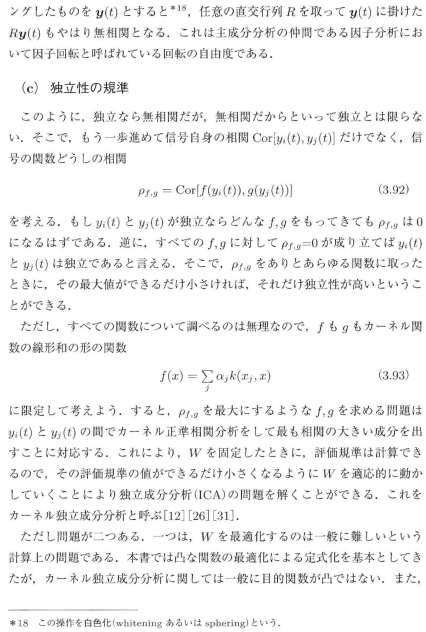 ングしたものを y(t) とすると*18，任意の直交行列 R を取って y(t) に掛けた
Ry(t) もやはり無相関となる．これは主成分分析の仲間である因子分析にお
いて因子回転と呼ばれている回転の自由度である．
(c) 独立性の規準
このように，独立なら無相関だが，無相関だからといって独立とは限らな
い．そこで，もう一歩進めて信号自身の相関 Cor[yi(t), yj(t)] だけでなく，信
号の関数どうしの相関
ρf,g = Cor[f(yi(t)), g(yj(t))] (3.92)
を考える．もし yi(t) と yj(t) が独立ならどんな f, g をもってきても ρf,g は 0
になるはずである．逆に，すべての f, g に対して ρf,g=0 が成り立てば yi(t)
と yj(t) は独立であると言える．そこで，ρf,g をありとあらゆる関数に取った
ときに，その最大値ができるだけ小さければ，それだけ独立性が高いというこ
とができる．
ただし，すべての関数について調べるのは無理なので，f も g もカーネル関
数の線形和の形の関数
f(x) = ∑j αjk(xj, x) (3.93)
に限定して考えよう．すると，ρf,g を最大にするような f, g を求める問題は
yi(t) と yj(t) の間でカーネル正準相関分析をして最も相関の大きい成分を出
すことに対応する．これにより，W を固定したときに，評価規準は計算でき
るので，その評価規準の値ができるだけ小さくなるように W を適応的に動か
していくことにより独立成分分析(ICA)の問題を解くことができる．これを
カーネル独立成分分析と呼ぶ[12][26][31]．
ただし問題が二つある．一つは，W を最適化するのは一般に難しいという
計算上の問題である．本書では凸な関数の最適化による定式化を基本としてき
たが，カーネル独立成分分析に関しては一般に目的関数が凸ではない．また，
*18 この操作を白色化(whitening あるいは sphering)という．